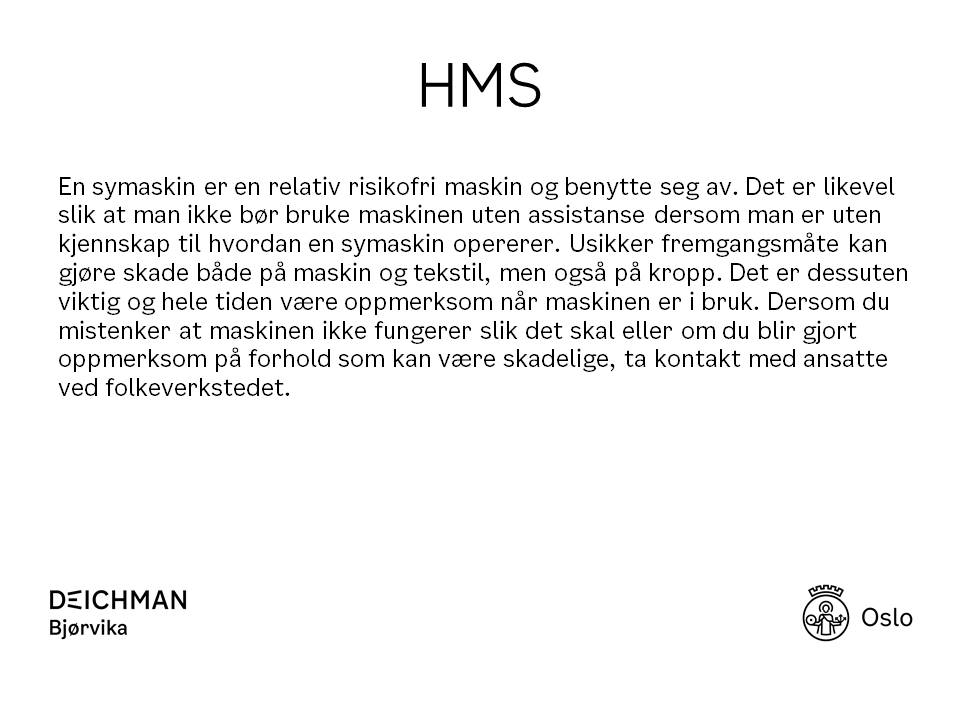 HMS
En symaskin er en relativ risikofri maskin og benytte seg av. Det er likevel
slik at man ikke bør bruke maskinen uten assistanse dersom man er uten
kjennskap til hvordan en symaskin opererer. Usikker fremgangsmåte kan
gjøre skade både på maskin og tekstil, men også på kropp. Det er dessuten
viktig og hele tiden være oppmerksom når maskinen er i bruk. Dersom du
mistenker at maskinen ikke fungerer slik det skal eller om du blir gjort
oppmerksom på forhold som kan være skadelige, ta kontakt med ansatte
ved folkeverkstedet.
DEICHMAN
Bjørvika
Oslo